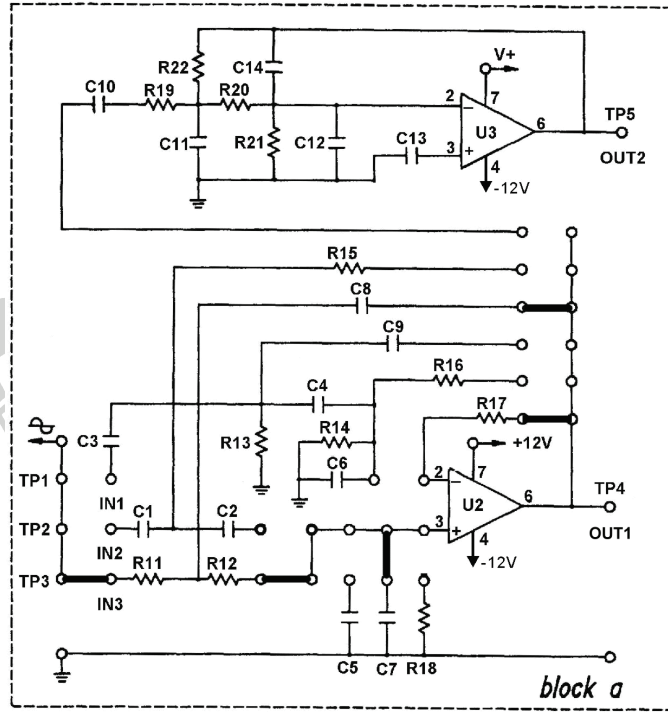 V+
R22
C14
C10
R19
R20
2
7
TP5
−
U3
6
C11
R21
C12
C13
3
+
4
OUT2
-12V
R15
C8
C9
R16
C4
R17
R14
+12V
C3
R13
C6
2
7
TP1
IN1
−
U2
6
TP4
C1
C2
3
+
TP2
IN2
4
OUT1
R11
R12
-12V
TP3
IN3
C5
C7
R18
block a